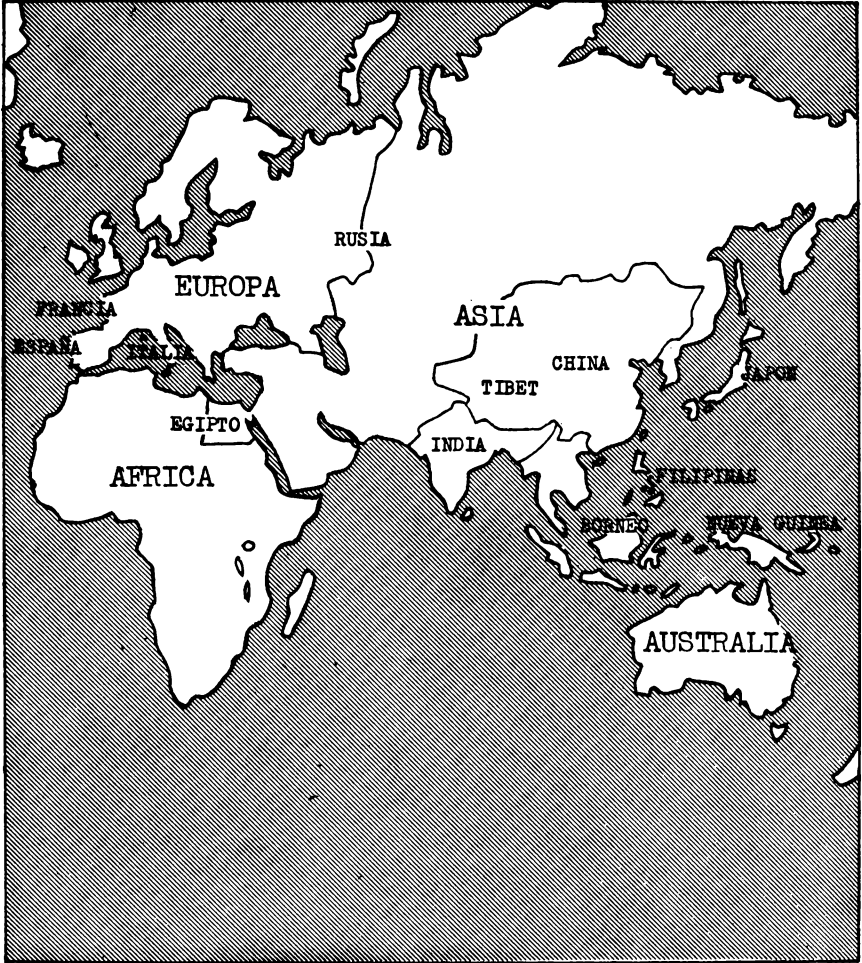 RUSIA
EUROPA
FRANCIA
ASIA
ESPAÑA
ITALIA
CHINA
JAPON
TIBET
EGIPTO
INDIA
AFRICA
FILIPINAS
BORNEO
NUEVA GUINEA
AUSTRALIA